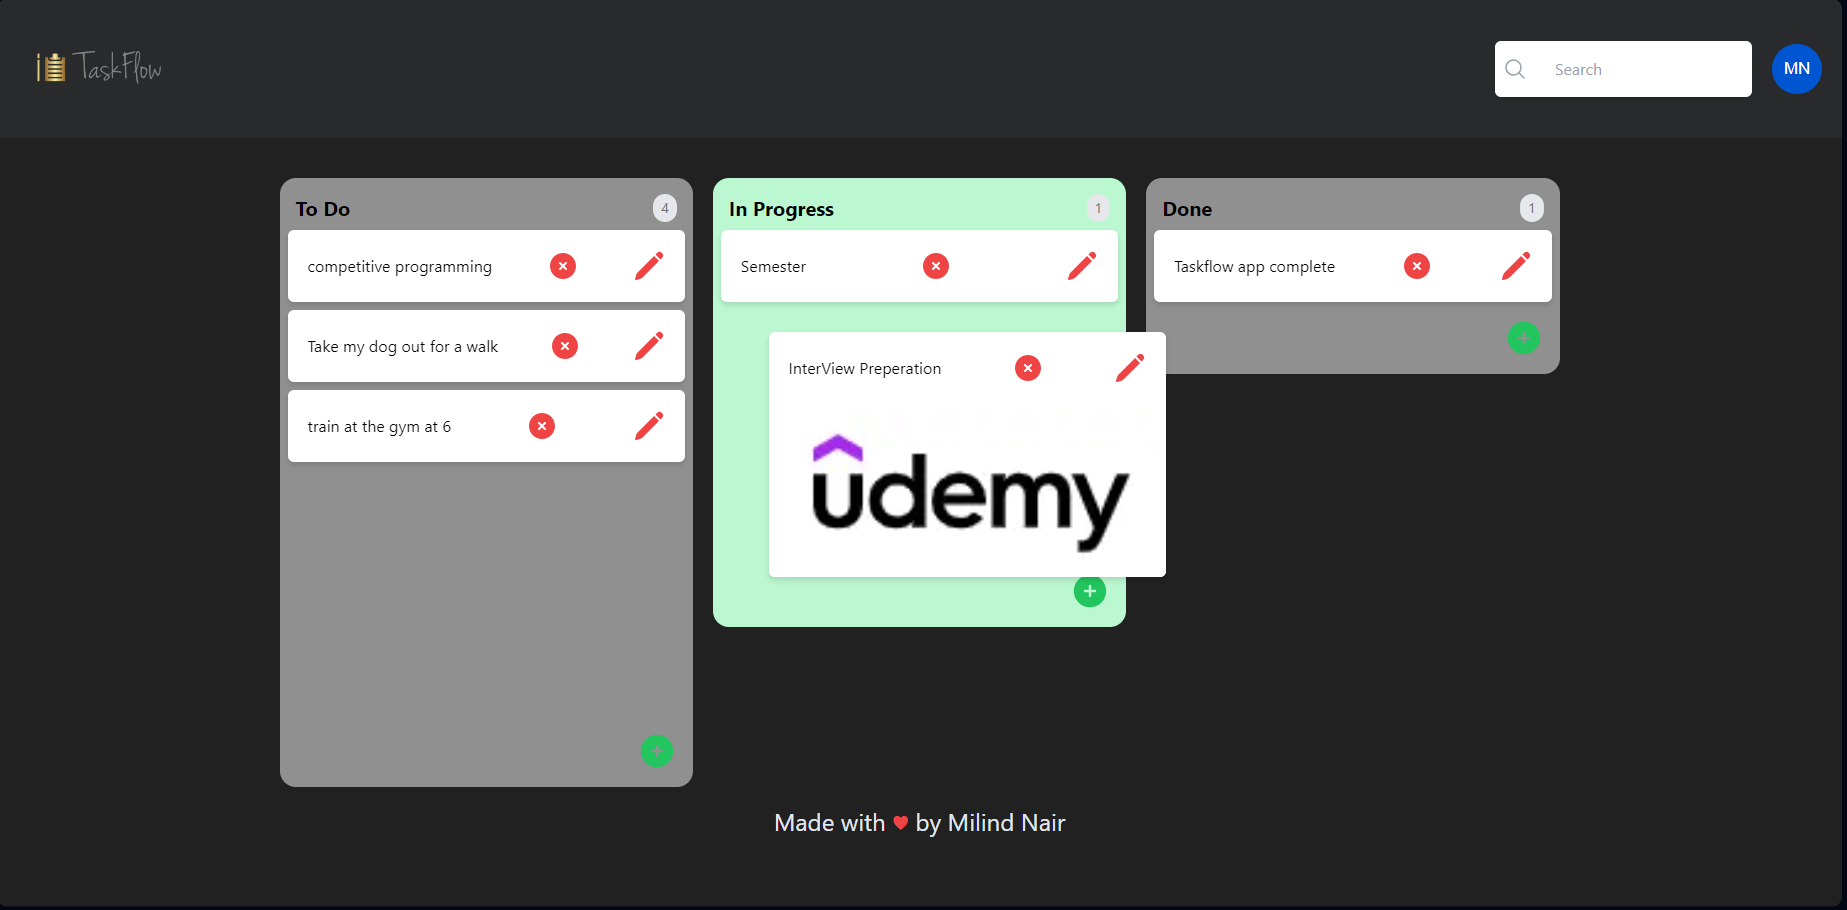 TaskFlow
Search
MN
To Do
4
competitive programming
Take my dog out for a walk
train at the gym at 6
In Progress
1
Semester
InterView Preperation
udemy
Done
1
Taskflow app complete
Made with ♥ by Milind Nair